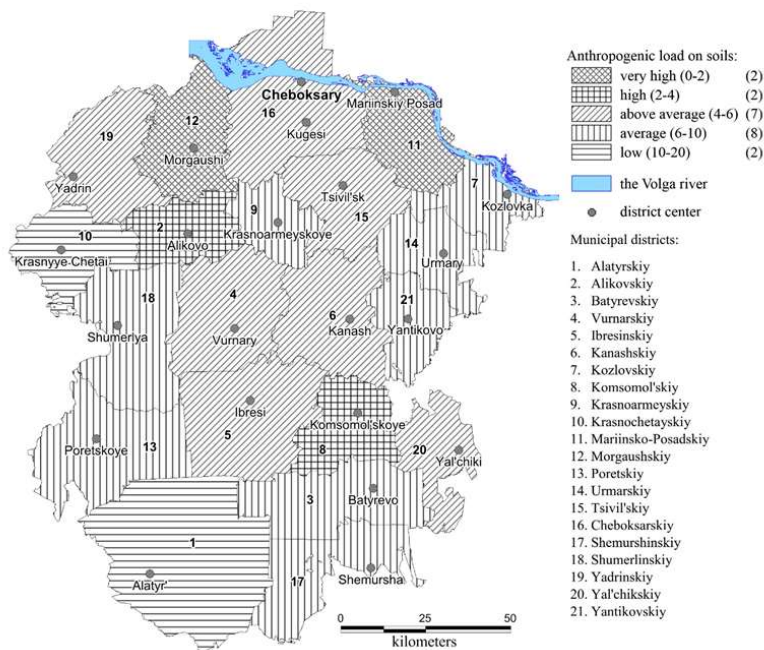 Anthropogenic load on soils:
very high (0-2) (2)
high (2-4) (2)
above average (4-6) (7)
average (6-10) (8)
low (10-20) (2)
the Volga river
district center
Municipal districts:
1. Alatyrskiy
2. Alikovskiy
3. Batyrevskiy
4. Vurnarskiy
5. Ibresinskiy
6. Kanashskiy
7. Kozlovskiy
8. Komsomol'skiy
9. Krasnoarmeyskiy
10. Krasnochetayskiy
11. Mariinsko-Posadskiy
12. Morgaushskiy
13. Poretskiy
14. Urmarskiy
15. Tsivil'skiy
16. Cheboksarskiy
17. Shemurshinskiy
18. Shumerlinskiy
19. Yadrinskiy
20. Yal'chikskiy
21. Yantikovskiy
Cheboksary
Mariinskiy Posad
16
12
19
Kugesi
11
Morgaushi
Yadrin
Tsivil'sk
7
Kozlovka
9
15
2
Alikovo
Krasnoarmeyskoye
10
14
Krasnyye Chetai
Urmary
18
4
6
21
Shumerlya
Vurnary
Kanash
Yantikovo
Ibresi
Komsomol'skoye
5
Poretskoye
13
8
20
Yal'chiki
3
Batyrevo
1
Alatyr'
17
Shemursha
0 25 50
kilometers